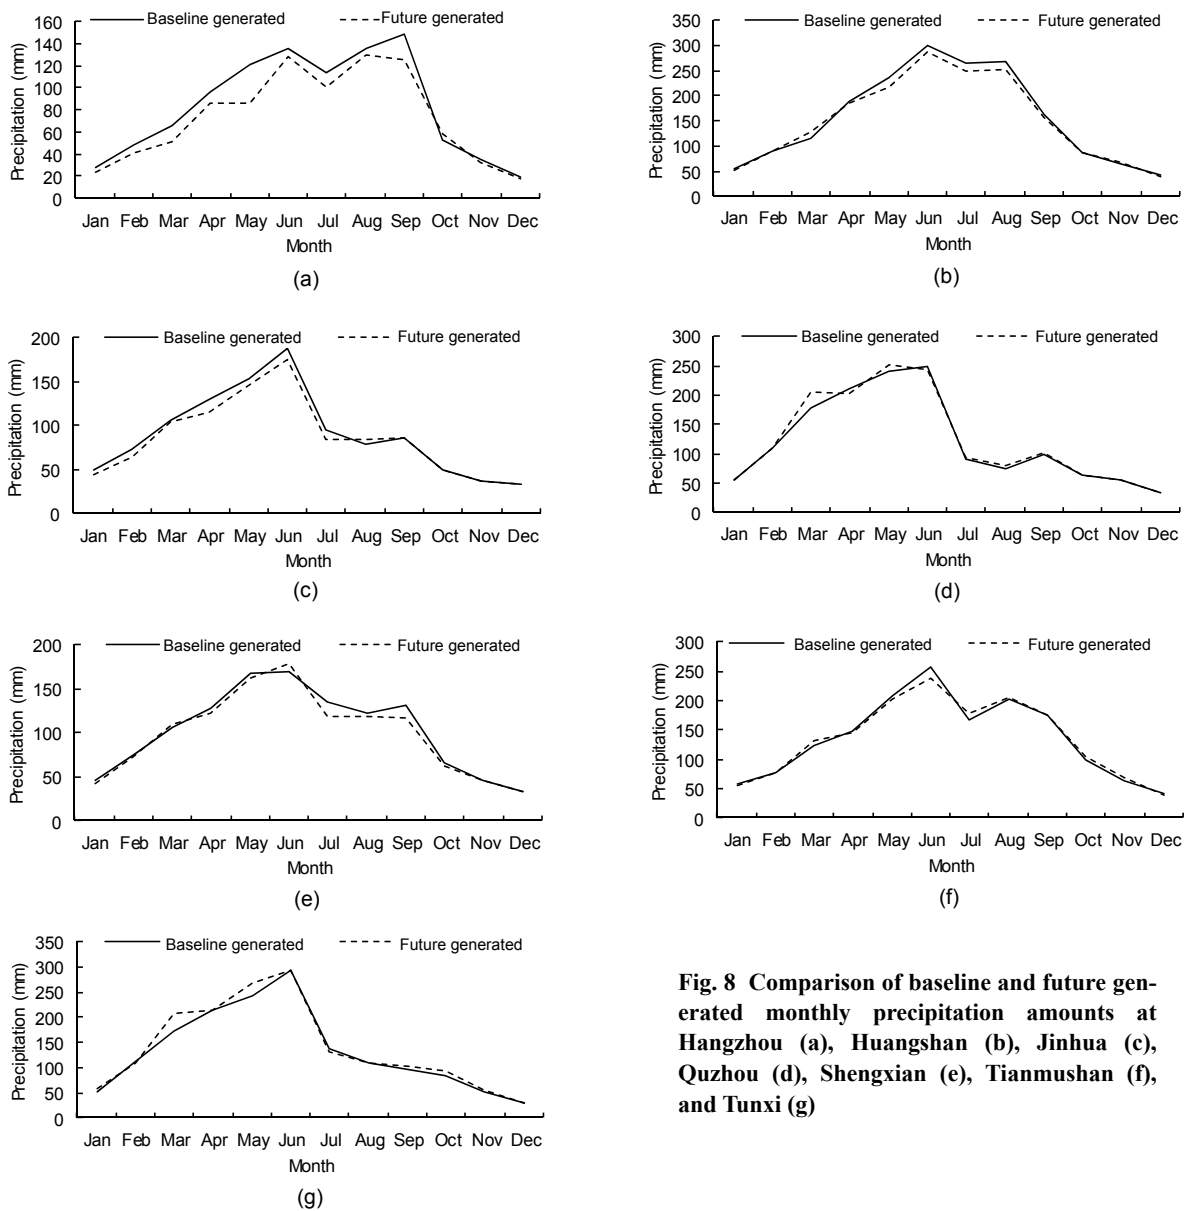 Baseline generated
Future generated
Precipitation (mm)
160
140
120
100
80
60
40
20
0
Jan Feb Mar Apr May Jun Jul Aug Sep Oct Nov Dec
Month
(a)
Baseline generated
Future generated
Precipitation (mm)
350
300
250
200
150
100
50
0
Jan Feb Mar Apr May Jun Jul Aug Sep Oct Nov Dec
Month
(b)
Baseline generated
Future generated
Precipitation (mm)
200
150
100
50
0
Jan Feb Mar Apr May Jun Jul Aug Sep Oct Nov Dec
Month
(c)
Baseline generated
Future generated
Precipitation (mm)
300
250
200
150
100
50
0
Jan Feb Mar Apr May Jun Jul Aug Sep Oct Nov Dec
Month
(d)
Baseline generated
Future generated
Precipitation (mm)
200
150
100
50
0
Jan Feb Mar Apr May Jun Jul Aug Sep Oct Nov Dec
Month
(e)
Baseline generated
Future generated
Precipitation (mm)
300
250
200
150
100
50
0
Jan Feb Mar Apr May Jun Jul Aug Sep Oct Nov Dec
Month
(f)
Baseline generated
Future generated
Precipitation (mm)
350
300
250
200
150
100
50
0
Jan Feb Mar Apr May Jun Jul Aug Sep Oct Nov Dec
Month
(g)
Fig. 8 Comparison of baseline and future gen-
erated monthly precipitation amounts at
Hangzhou (a), Huangshan (b), Jinhua (c),
Quzhou (d), Shengxian (e), Tianmushan (f),
and Tunxi (g)